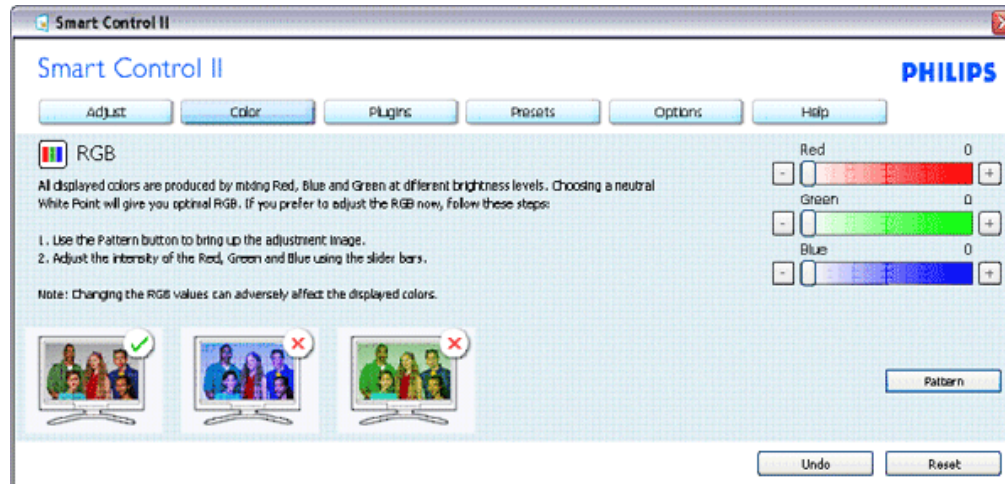 Smart Control II
Smart Control II
PHILIPS
Adjust Color Plugins Presets Options Help
RGB
All displayed colors are produced by mixing Red, Blue and Green at different brightness levels. Choosing a neutral
White Point will give you optimal RGB. If you prefer to adjust the RGB now, follow these steps:
1. Use the Pattern button to bring up the adjustment image.
2. Adjust the intensity of the Red, Green and Blue using the slider bars.
Note: Changing the RGB values can adversely affect the displayed colors.
Red 0
- +
Green 0
- +
Blue 0
- +
Pattern
Undo Reset